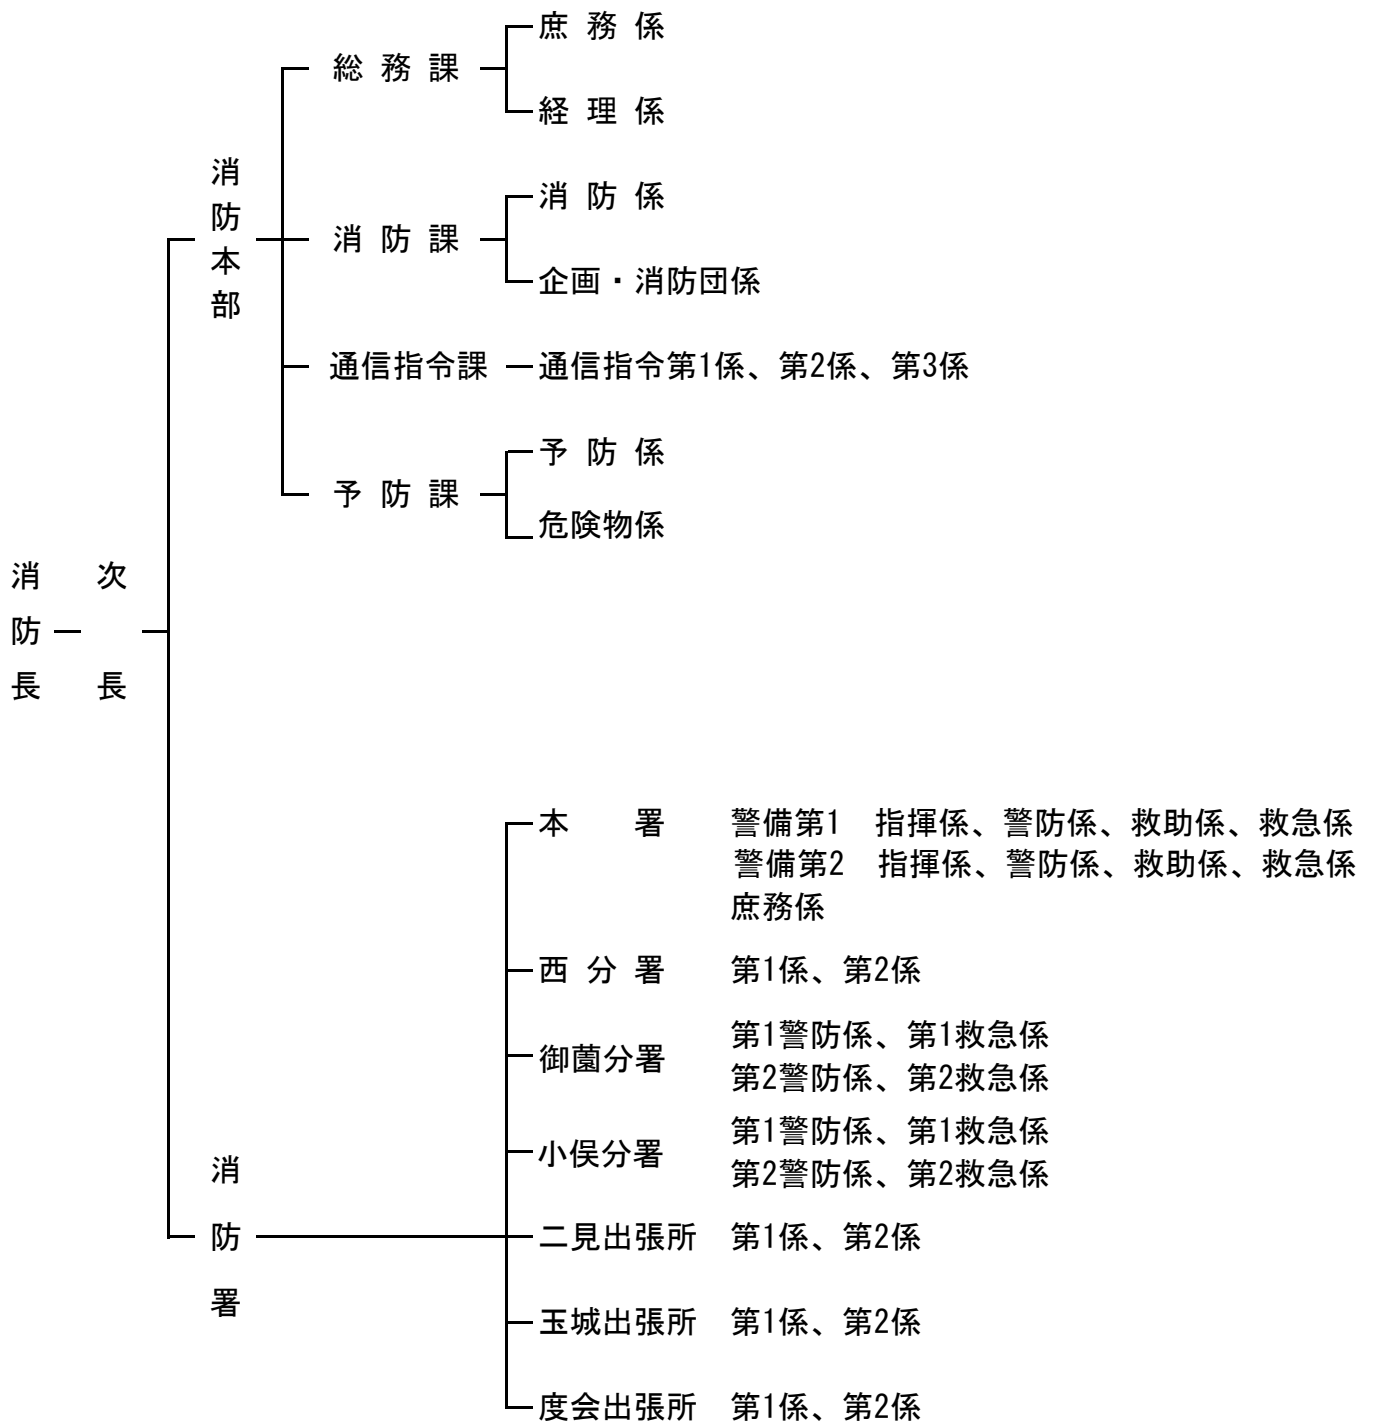 消防長
次長
消防本部
総務課
庶務係
経理係
消防課
消防係
企画・消防団係
通信指令課
通信指令第1係、第2係、第3係
予防課
予防係
危険物係
消防署
本署
警備第1 指揮係、警防係、救助係、救急係
警備第2 指揮係、警防係、救助係、救急係
庶務係
西分署
第1係、第2係
御薗分署
第1警防係、第1救急係
第2警防係、第2救急係
小俣分署
第1警防係、第1救急係
第2警防係、第2救急係
二見出張所
第1係、第2係
玉城出張所
第1係、第2係
度会出張所
第1係、第2係